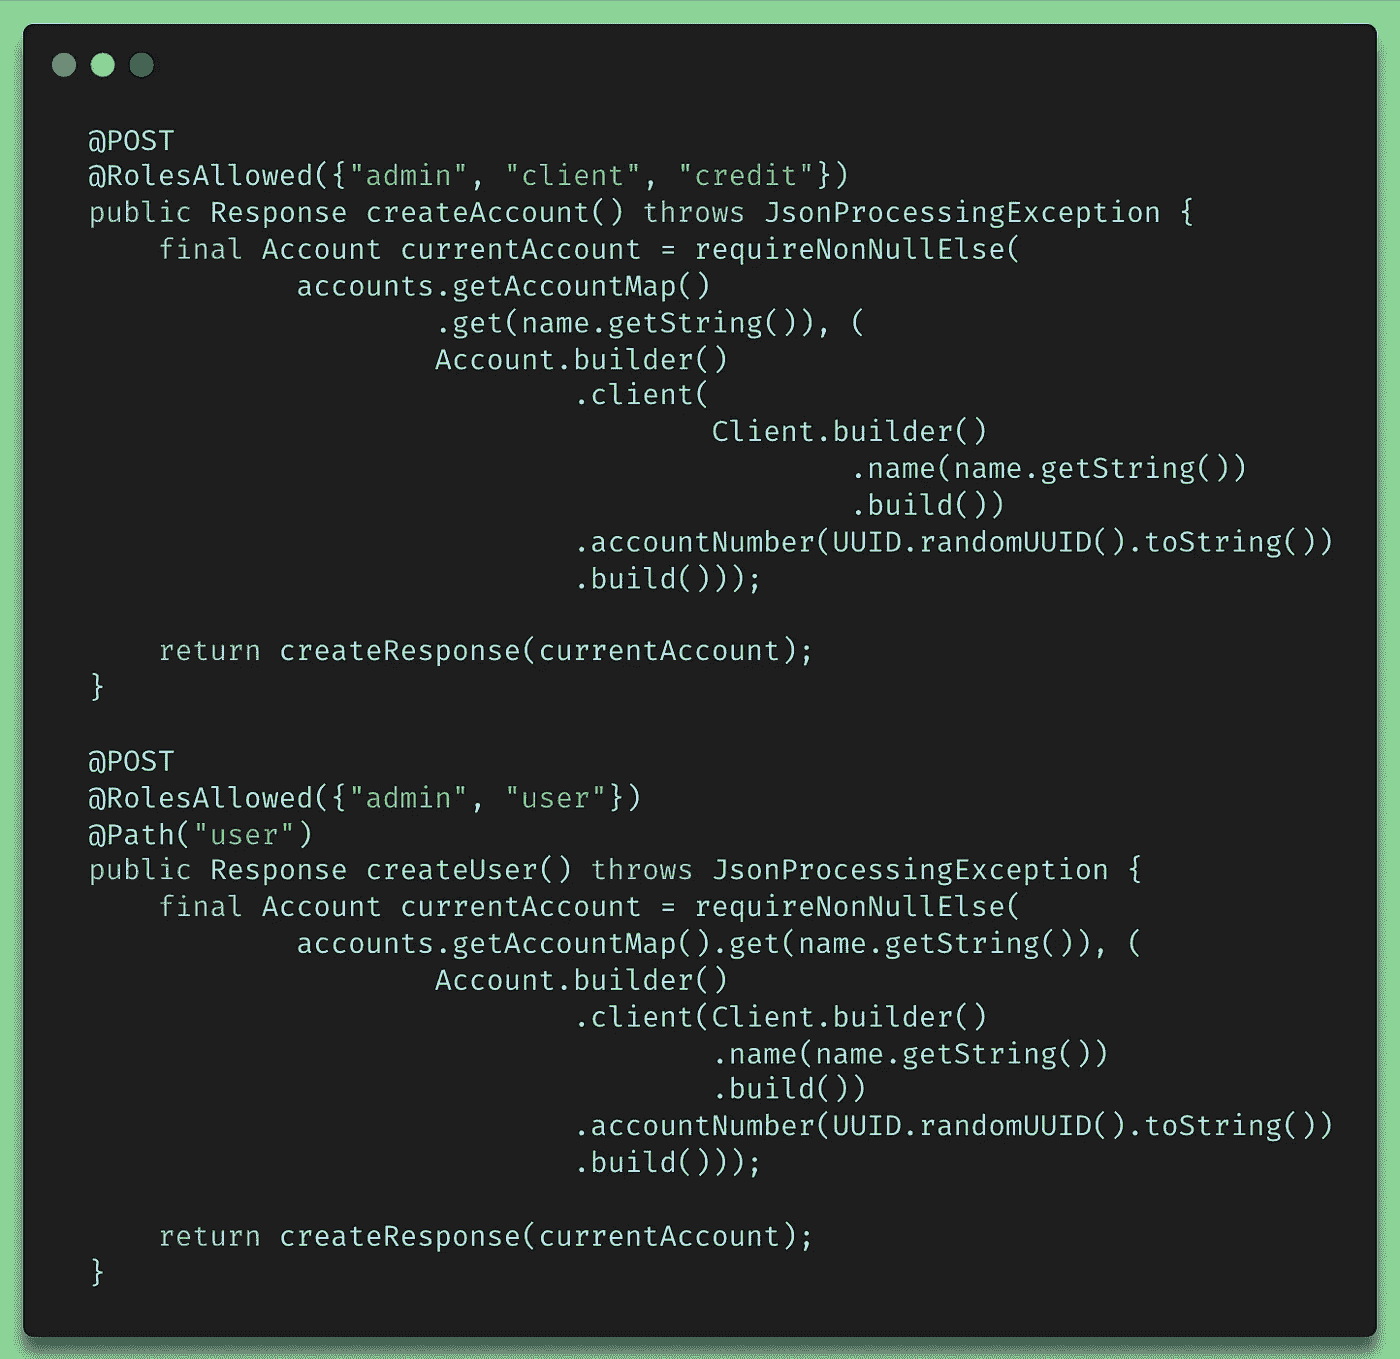 @POST
@RolesAllowed({"admin", "client", "credit"})
public Response createAccount() throws JsonProcessingException {
    final Account currentAccount = requireNonNullElse(
            accounts.getAccountMap()
                    .get(name.getString()), (
                    Account.builder()
                            .client(
                                    Client.builder()
                                            .name(name.getString())
                                            .build())
                            .accountNumber(UUID.randomUUID().toString())
                            .build()));

    return createResponse(currentAccount);
}

@POST
@RolesAllowed({"admin", "user"})
@Path("user")
public Response createUser() throws JsonProcessingException {
    final Account currentAccount = requireNonNullElse(
            accounts.getAccountMap().get(name.getString()), (
                    Account.builder()
                            .client(Client.builder()
                                    .name(name.getString())
                                    .build())
                            .accountNumber(UUID.randomUUID().toString())
                            .build()));

    return createResponse(currentAccount);
}